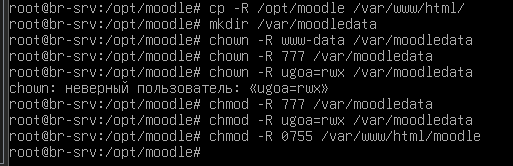 root@br-srv:/opt/moodle# cp -R /opt/moodle /var/www/html/
root@br-srv:/opt/moodle# mkdir /var/moodledata
root@br-srv:/opt/moodle# chown -R www-data /var/moodledata
root@br-srv:/opt/moodle# chown -R 777 /var/moodledata
root@br-srv:/opt/moodle# chown -R ugoa=rwx /var/moodledata
chown: неверный пользователь: «ugoa=rwx»
root@br-srv:/opt/moodle# chmod -R 777 /var/moodledata
root@br-srv:/opt/moodle# chmod -R ugoa=rwx /var/moodledata
root@br-srv:/opt/moodle# chmod -R 0755 /var/www/html/moodle
root@br-srv:/opt/moodle#